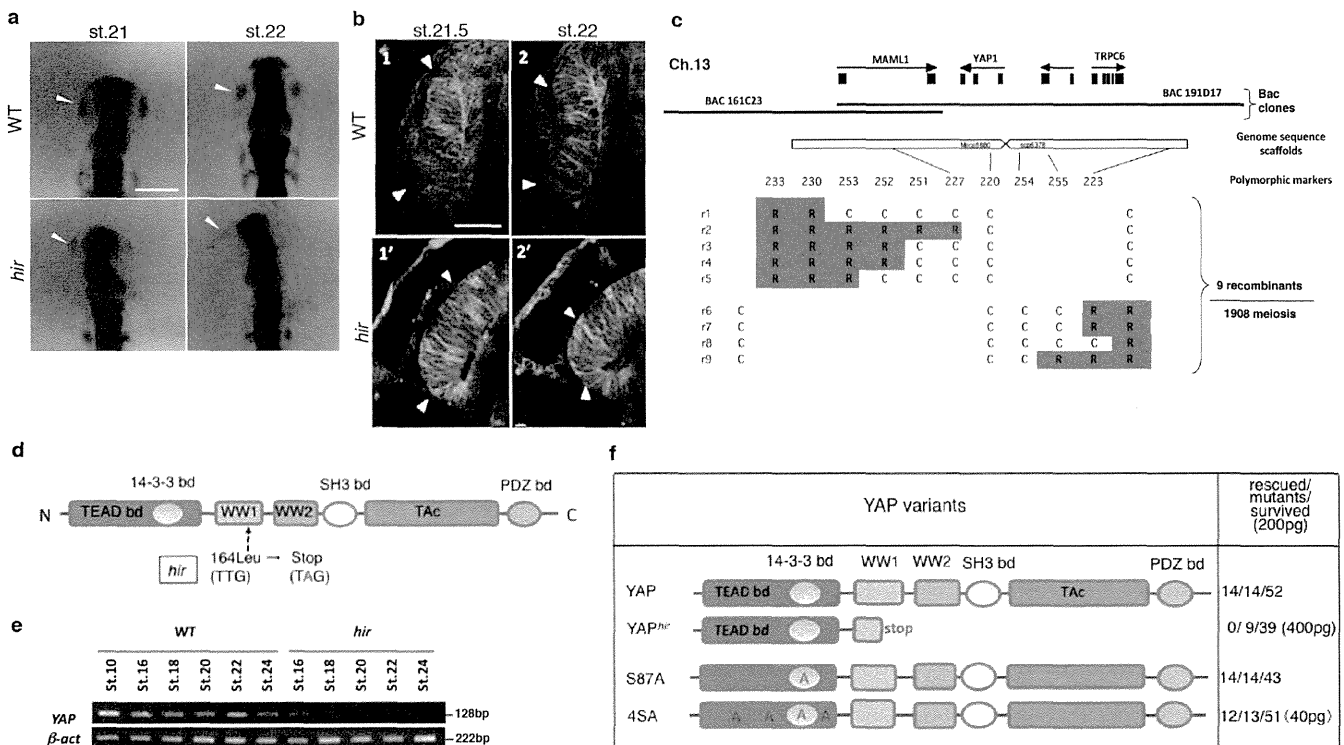 a
st.21 st.22
WT
hir
b
st.21.5 st.22
1 2
WT
1' 2'
hir
c
Ch.13
MAML1 YAP1 TRPC6
BAC 161C23 BAC 191D17
Bac clones
Genome sequence scaffolds
233 230 253 252 251 227 220 254 255 223 Polymorphic markers
r1 R R C C C C C C
r2 R R R R R R C C
r3 R R R R C C C C
r4 R R R R C C C C
r5 R R R C C C C C
r6 C C C C R R
r7 C C C C R R
r8 C C C C C R
r9 C C C R R R
9 recombinants
1908 meiosis
d
14-3-3 bd SH3 bd PDZ bd
N TEAD bd WW1 WW2 TAc C
hir 164Leu → Stop
(TTG) (TAG)
e
WT hir
St.10 St.16 St.18 St.20 St.22 St.24 St.16 St.18 St.20 St.22 St.24
YAP 128bp
β-act 222bp
f
YAP variants
rescued/
mutants/
survived
(200pg)
14-3-3 bd WW1 WW2 SH3 bd PDZ bd
YAP TEAD bd TAc 14/14/52
YAPhir TEAD bd stop 0/ 9/39 (400pg)
S87A A 14/14/43
4SA A A A A 12/13/51 (40pg)